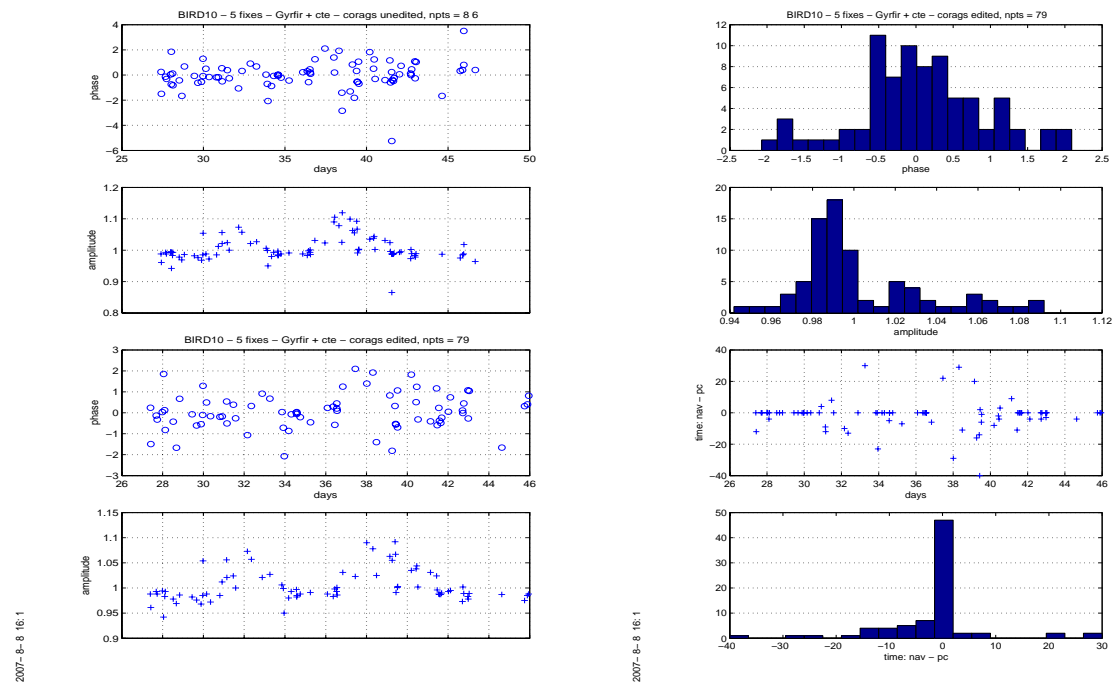 BIRD10 – 5 fixes – Gyrfir + cte – corags unedited, npts = 8 6
4
2
0
−2
−4
−6
phase
25 30 35 40 45 50
days
1.2
1.1
1
0.9
0.8
amplitude
BIRD10 – 5 fixes – Gyrfir + cte – corags edited, npts = 79
3
2
1
0
−1
−2
−3
phase
26 28 30 32 34 36 38 40 42 44 46
days
1.15
1.1
1.05
1
0.95
0.9
amplitude
2007– 8– 8 16: 1
BIRD10 – 5 fixes – Gyrfir + cte – corags edited, npts = 79
12
10
8
6
4
2
0
−2.5 −2 −1.5 −1 −0.5 0 0.5 1 1.5 2 2.5
phase
20
15
10
5
0
0.94 0.96 0.98 1 1.02 1.04 1.06 1.08 1.1 1.12
amplitude
40
20
0
−20
−40
time: nav – pc
26 28 30 32 34 36 38 40 42 44 46
days
50
40
30
20
10
0
−40 −30 −20 −10 0 10 20 30
time: nav – pc
2007– 8– 8 16: 1